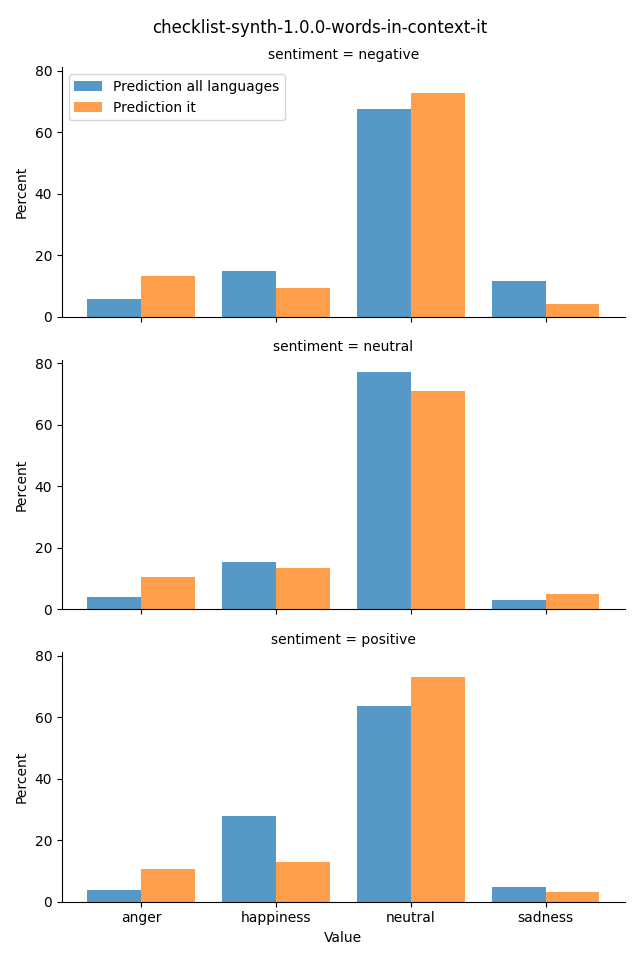 checklist-synth-1.0.0-words-in-context-it
sentiment = negative
80
60
40
20
0
Percent
Prediction all languages
Prediction it
sentiment = neutral
80
60
40
20
0
Percent
sentiment = positive
80
60
40
20
0
Percent
anger happiness neutral sadness
Value